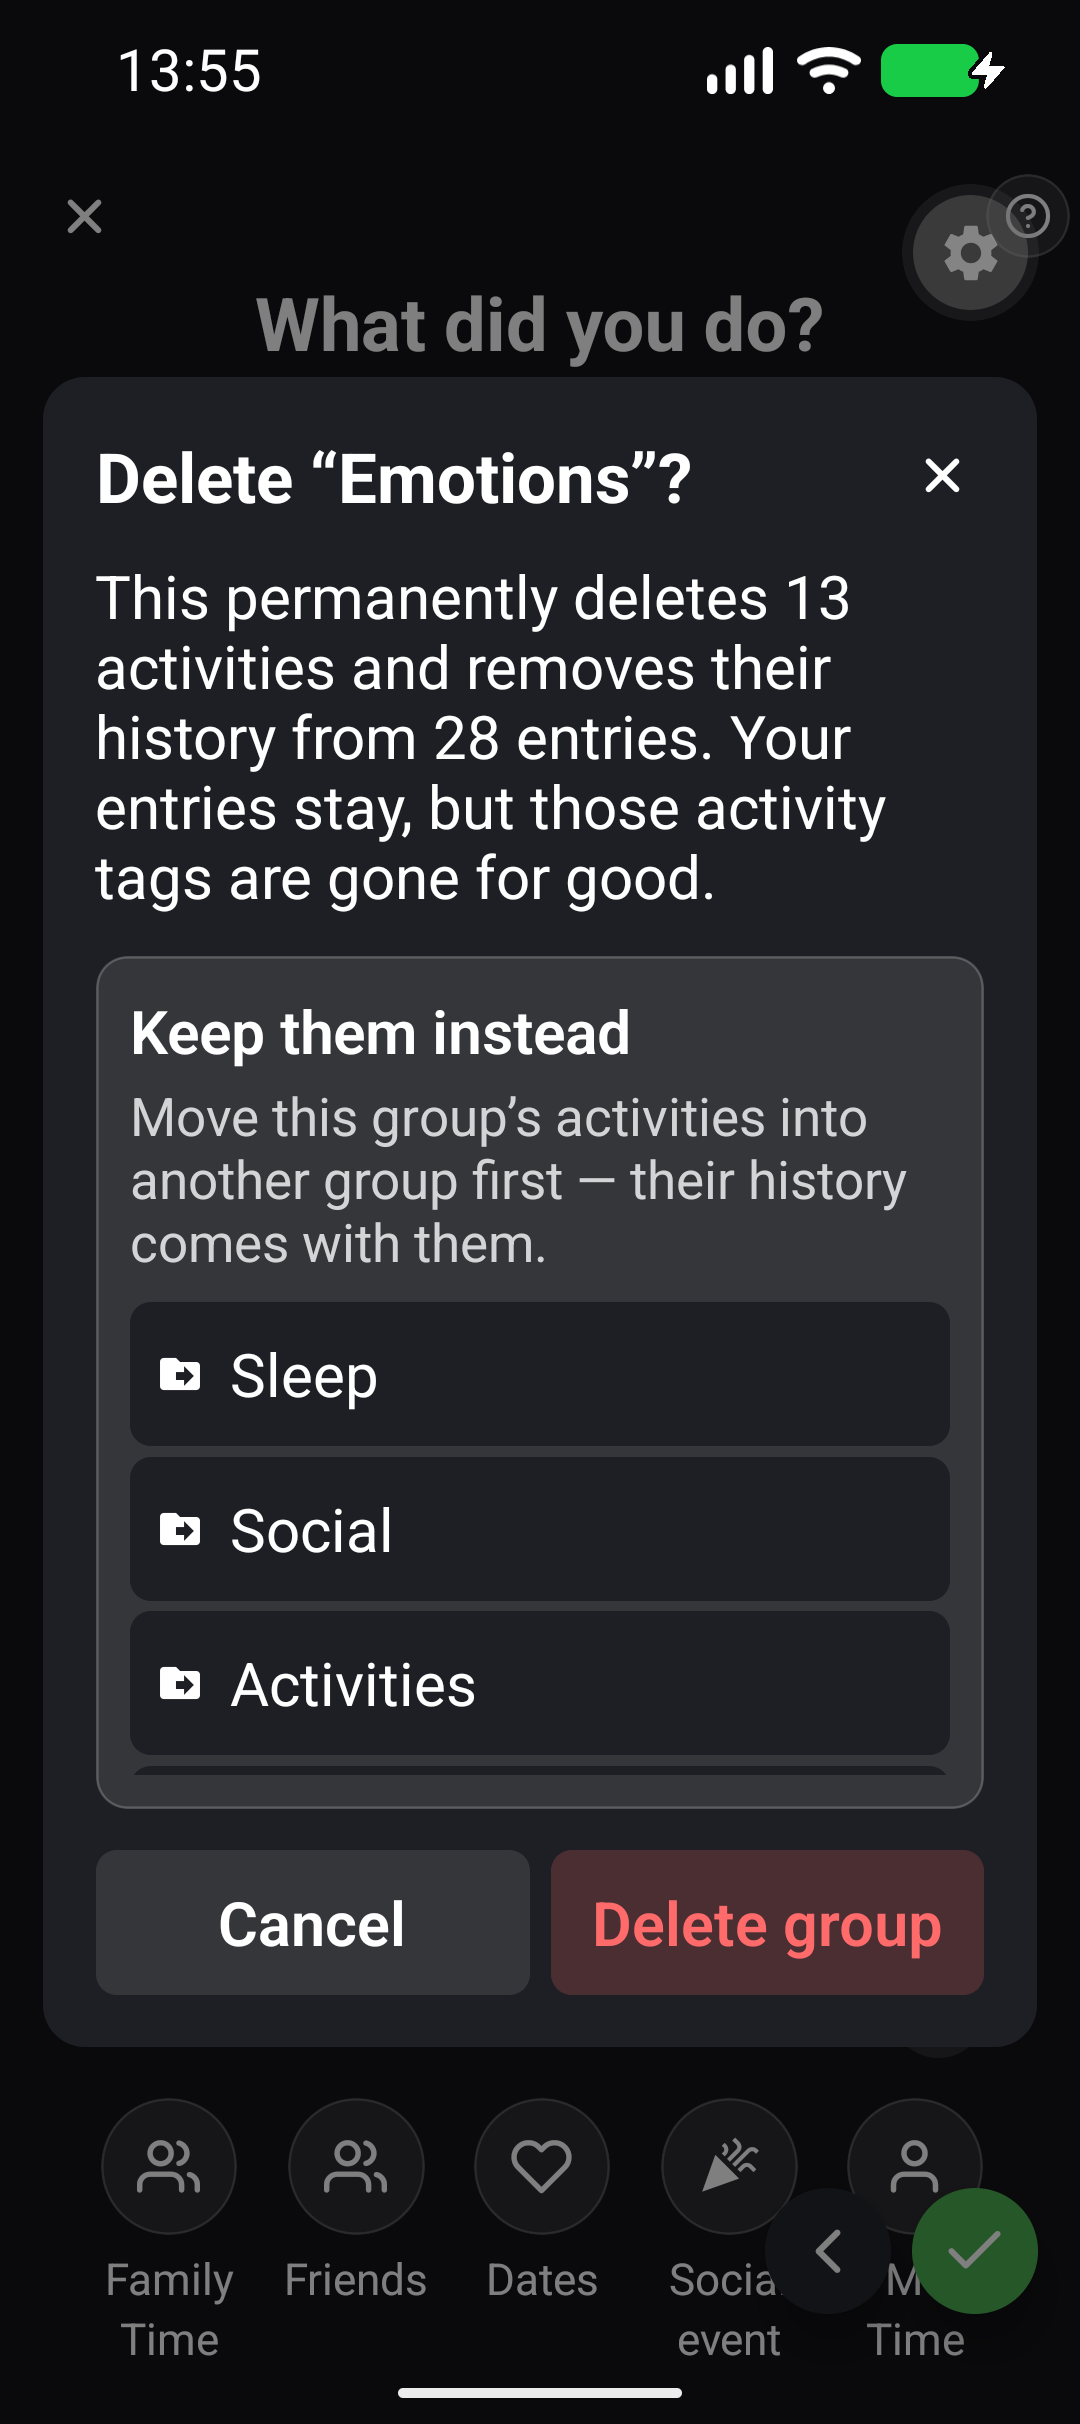 13:55
What did you do?
Delete “Emotions”?
This permanently deletes 13
activities and removes their
history from 28 entries. Your
entries stay, but those activity
tags are gone for good.
Keep them instead
Move this group’s activities into
another group first — their history
comes with them.
Sleep
Social
Activities
Cancel
Delete group
Family
Time
Friends
Dates
Social
event
Time